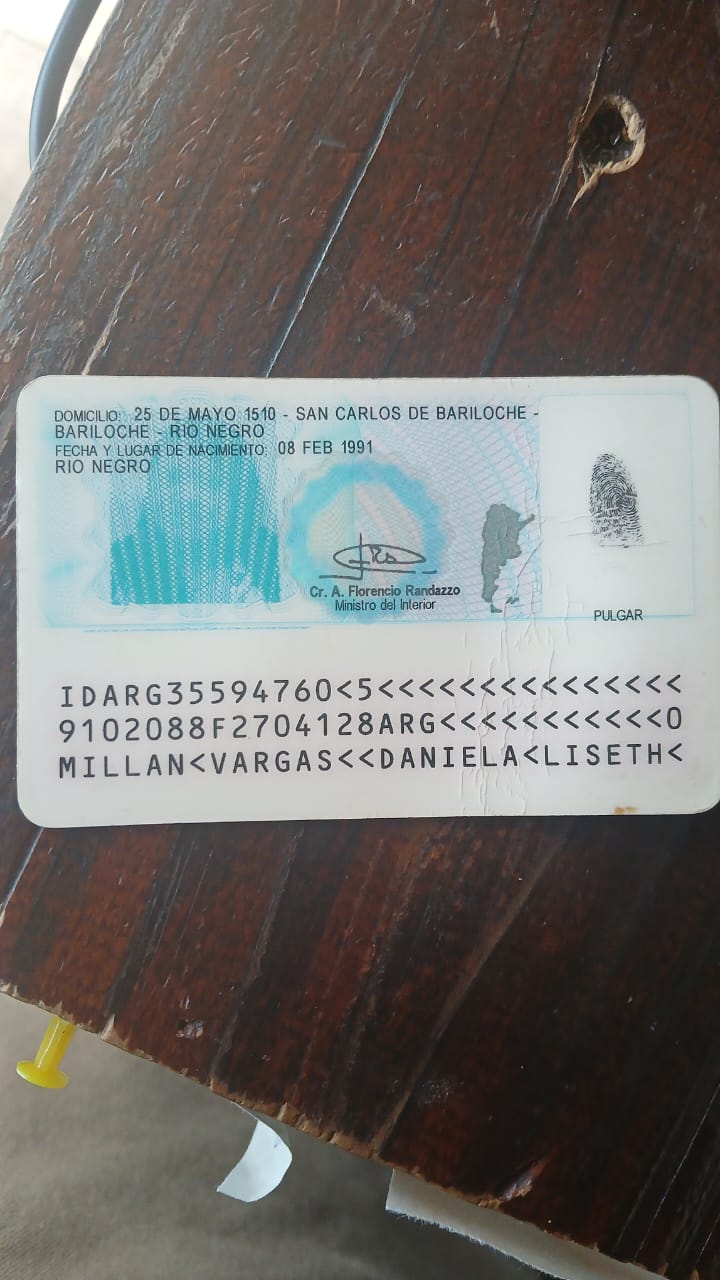 DOMICILIO: 25 DE MAYO 1510 - SAN CARLOS DE BARILOCHE -
BARILOCHE - RIO NEGRO
FECHA Y LUGAR DE NACIMIENTO: 08 FEB 1991
RIO NEGRO
Cr. A. Florencio Randazzo
Ministro del Interior
PULGAR
IDARG35594760<5<<<<<<<<<<<<<<<
9102088F2704128ARG<<<<<<<<<<<0
MILLAN<VARGAS<<DANIELA<LISETH<